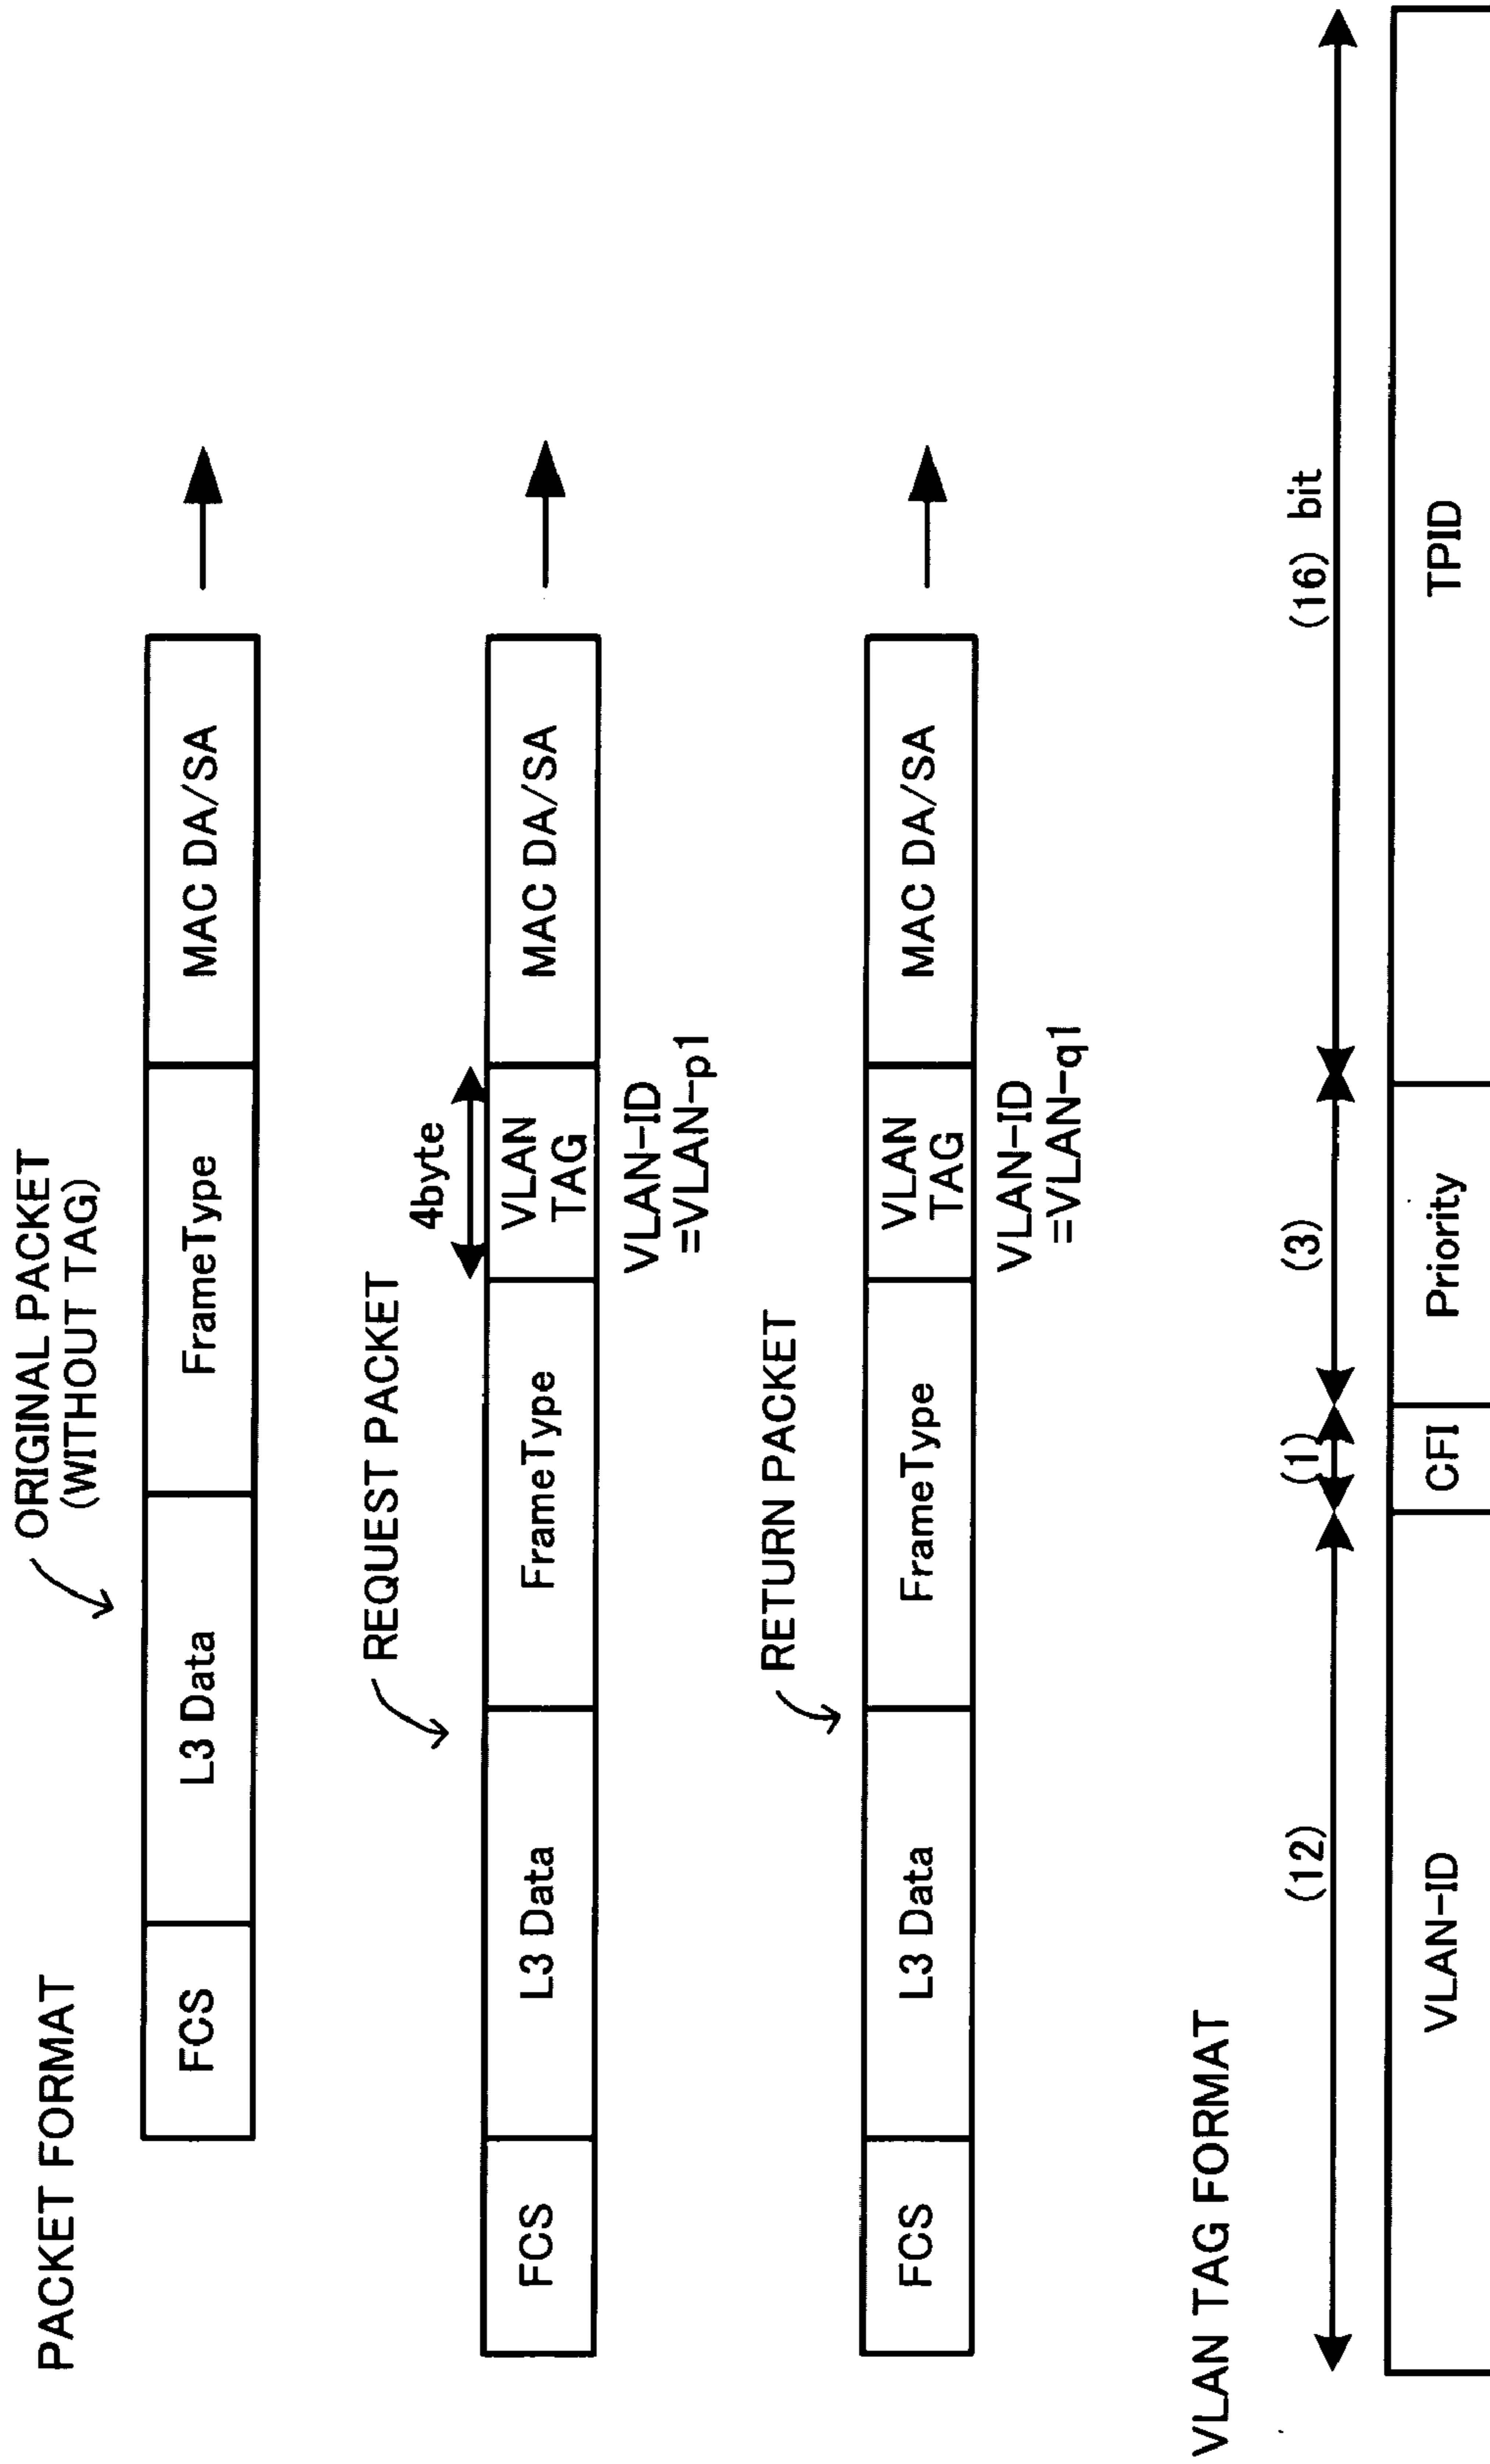 PACKET FORMAT
ORIGINAL PACKET
(WITHOUT TAG)
FCS
L3 Data
FrameType
MAC DA/SA
REQUEST PACKET
4byte
FCS
L3 Data
FrameType
VLAN
TAG
MAC DA/SA
VLAN-ID
=VLAN-p1
RETURN PACKET
FCS
L3 Data
FrameType
VLAN
TAG
MAC DA/SA
VLAN-ID
=VLAN-q1
VLAN TAG FORMAT
(12)
(1)
(3)
(16) bit
VLAN-ID
CFI
Priority
TPID